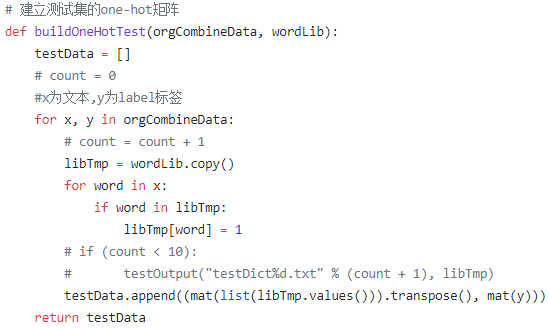 # 建立测试集的one-hot矩阵
def buildOneHotTest(orgCombineData, wordLib):
    testData = []
    # count = 0
    #x为文本,y为label标签
    for x, y in orgCombineData:
        # count = count + 1
        libTmp = wordLib.copy()
        for word in x:
            if word in libTmp:
                libTmp[word] = 1
        # if (count < 10):
        #     testOutput("testDict%d.txt" % (count + 1), libTmp)
        testData.append((mat(list(libTmp.values())).transpose(), mat(y)))
    return testData